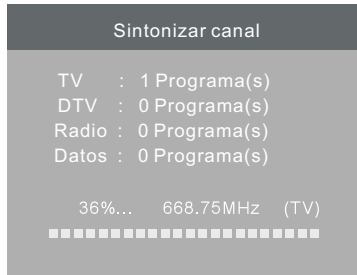 Sintonizar canal
TV : 1 Programa(s)
DTV : 0 Programa(s)
Radio : 0 Programa(s)
Datos : 0 Programa(s)
36%... 668.75MHz (TV)